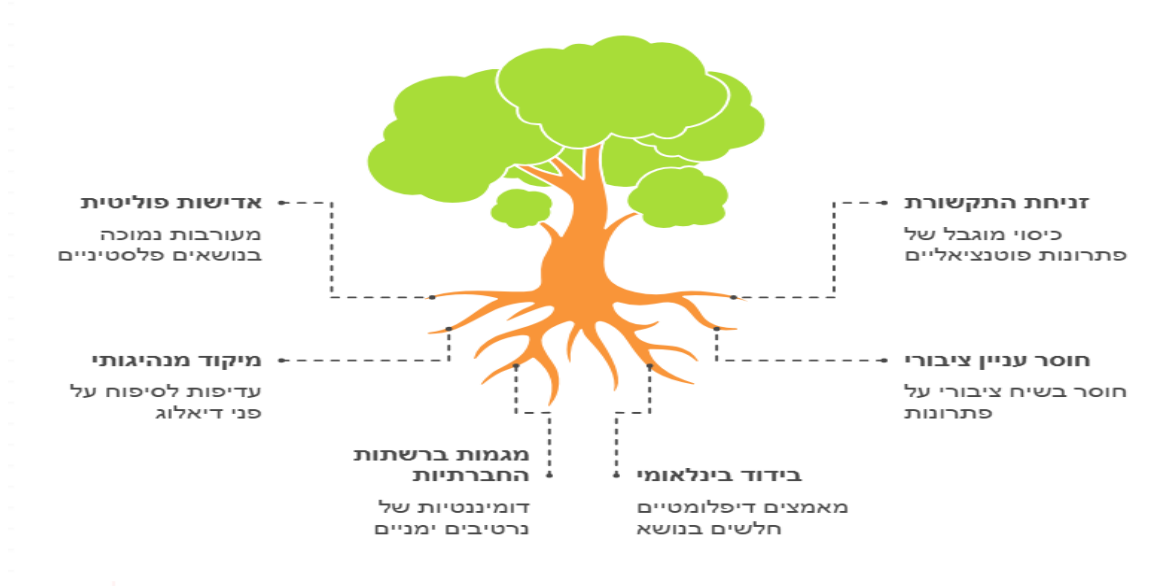 זניחת התקשורת
כיסוי מוגבל של
פתרונות פוטנציאליים
אדישות פוליטית
מעורבות נמוכה
בנושאים פלסטיניים
חוסר עניין ציבורי
חוסר בשיח ציבורי על
פתרונות
מיקוד מנהיגותי
עדיפות לסיפוח על
פני דיאלוג
בידוד בינלאומי
מאמצים דיפלומטיים
חלשים בנושא
מגמות ברשתות
החברתיות
דומיננטיות של
נרטיבים ימניים